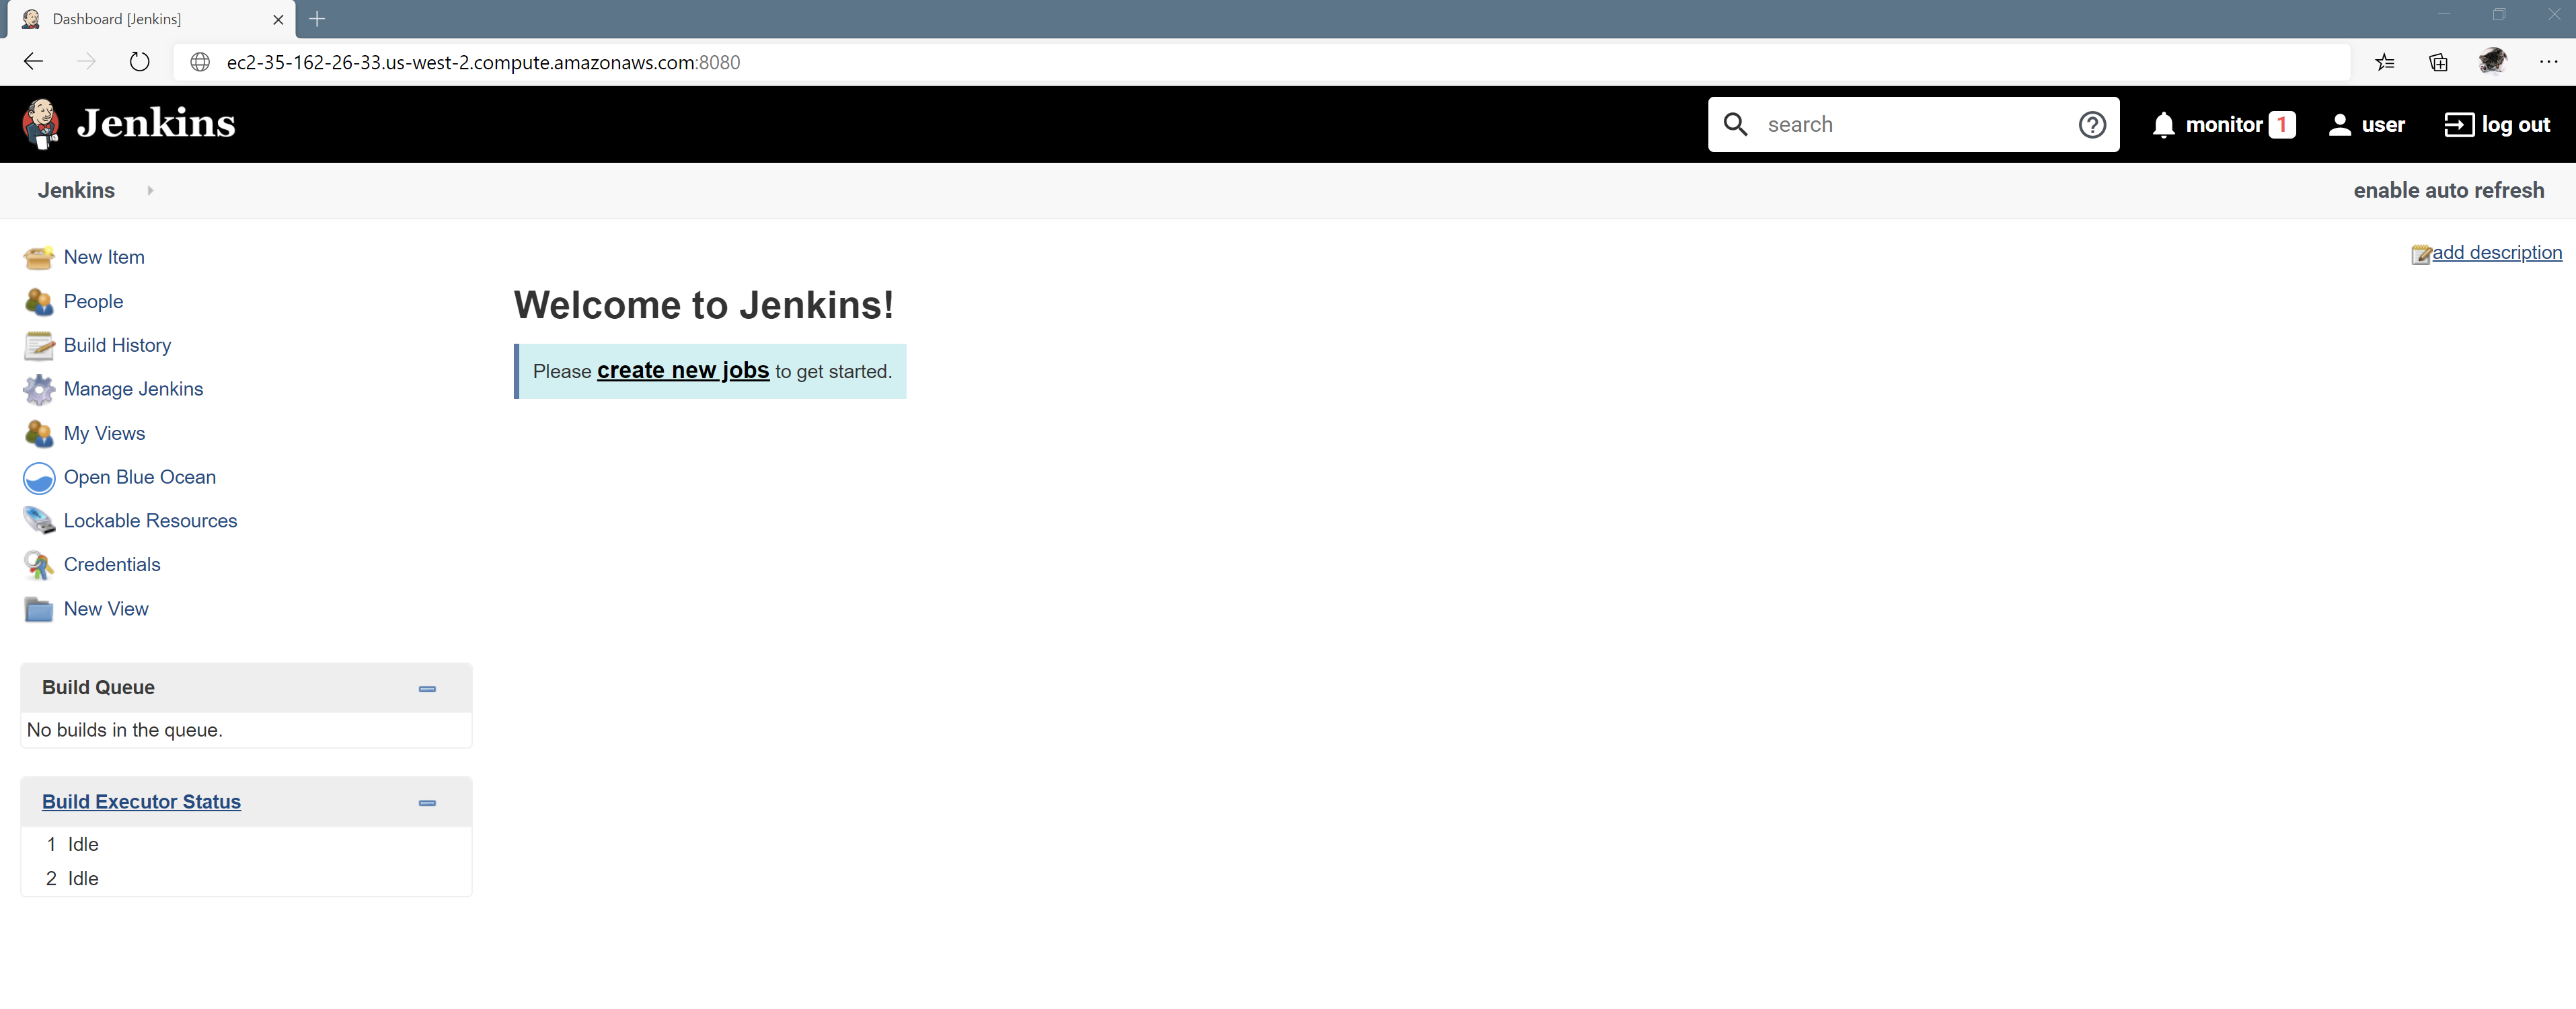 Dashboard [Jenkins]
ec2-35-162-26-33.us-west-2.compute.amazonaws.com:8080
Jenkins
search
monitor 1
user
log out
Jenkins
enable auto refresh
New Item
People
Build History
Manage Jenkins
My Views
Open Blue Ocean
Lockable Resources
Credentials
New View
add description
Welcome to Jenkins!
Please create new jobs to get started.
Build Queue
No builds in the queue.
Build Executor Status
1 Idle
2 Idle